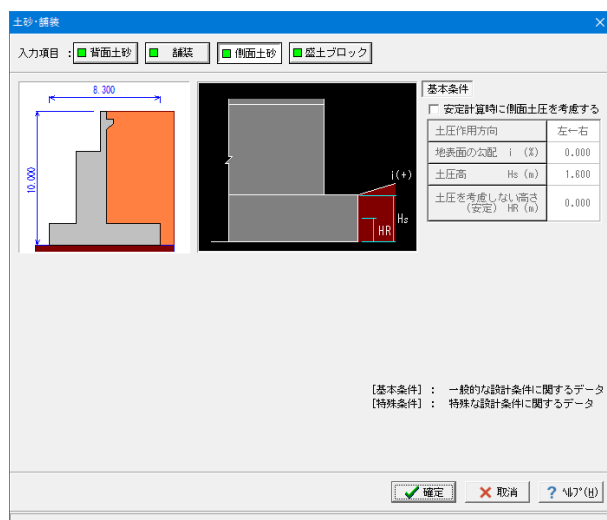 土砂・舗装
入力項目 : 背面土砂 舗装 側面土砂 盛土ブロック
8.300
10.000
i(+)
Hs
HR
基本条件
安定計算時に側面土圧を考慮する
土圧作用方向 左←右
地表面の勾配 i (%) 0.000
土圧高 Hs (m) 1.600
土圧を考慮しない高さ
(安定) HR (m) 0.000
[基本条件] : 一般的な設計条件に関するデータ
[特殊条件] : 特殊な設計条件に関するデータ
確定 取消 ? ﾍﾙﾌﾟ(H)